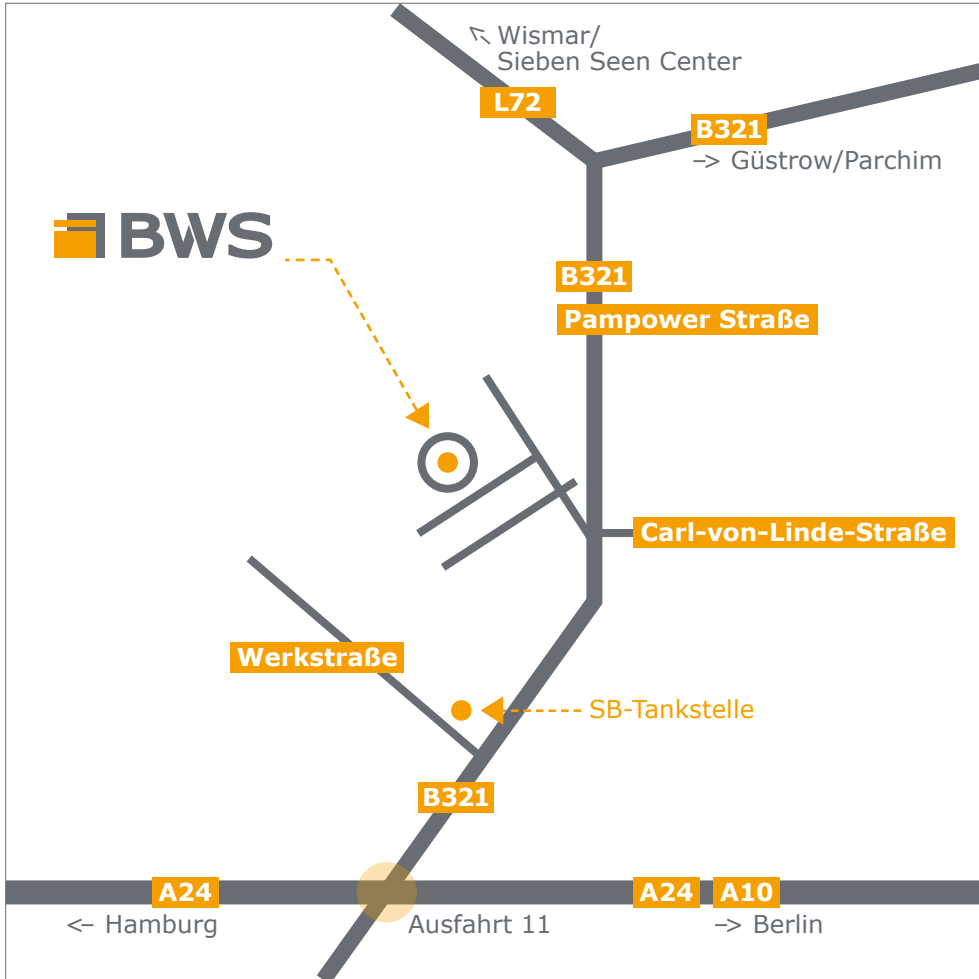 Wismar/
Sieben Seen Center
L72
B321
-> Güstrow/Parchim
BWS
B321
Pampower Straße
Carl-von-Linde-Straße
Werkstraße
SB-Tankstelle
B321
A24
A24
A10
<- Hamburg
Ausfahrt 11
-> Berlin